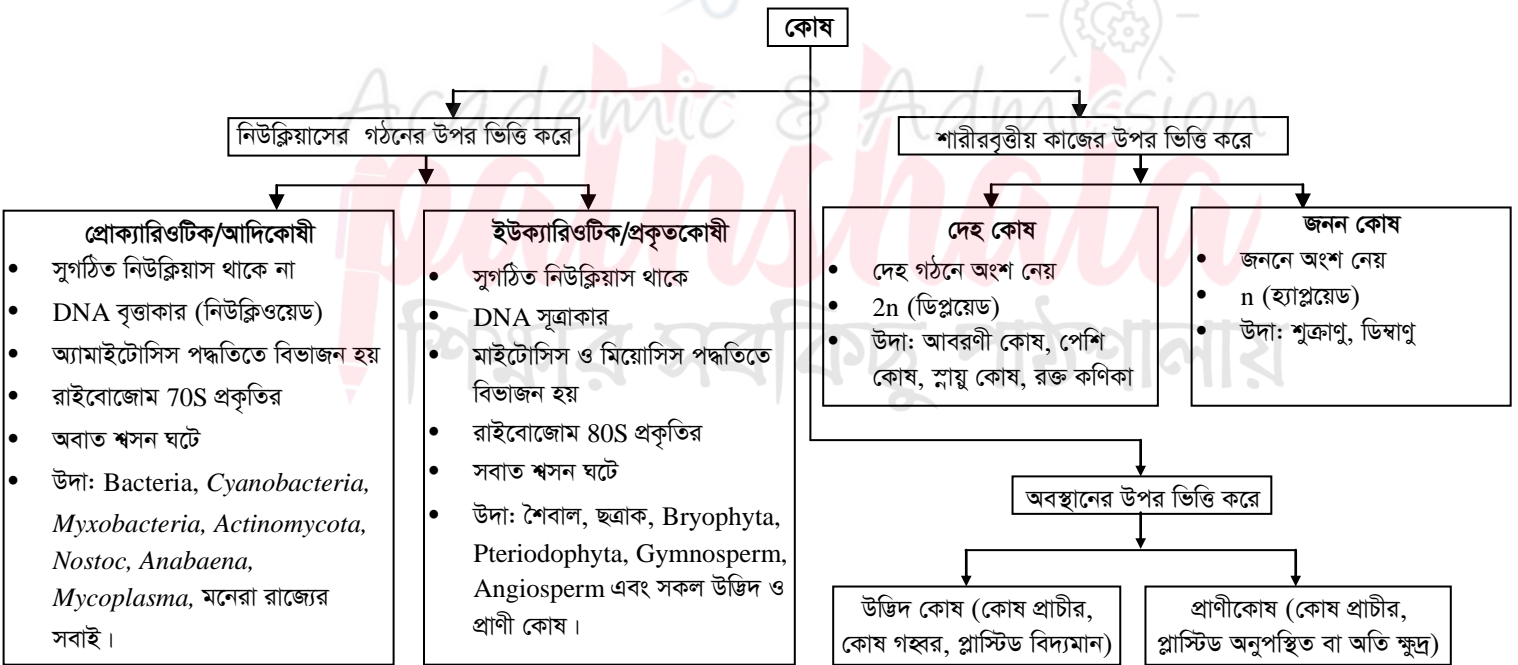 কোষ
Academic & Admission
pathshala
শিক্ষার সবকিছু পাঠশালায়
নিউক্লিয়াসের গঠনের উপর ভিত্তি করে
শারীরবৃত্তীয় কাজের উপর ভিত্তি করে
প্রোক্যারিওটিক/আদিকোষী
• সুগঠিত নিউক্লিয়াস থাকে না
• DNA বৃত্তাকার (নিউক্লিওয়েড)
• অ্যামাইটোসিস পদ্ধতিতে বিভাজন হয়
• রাইবোজোম 70S প্রকৃতির
• অবাত শ্বসন ঘটে
• উদা: Bacteria, Cyanobacteria,
Myxobacteria, Actinomycota,
Nostoc, Anabaena,
Mycoplasma, মনেরা রাজ্যের
সবাই।
ইউক্যারিওটিক/প্রকৃতকোষী
• সুগঠিত নিউক্লিয়াস থাকে
• DNA সূত্রাকার
• মাইটোসিস ও মিয়োসিস পদ্ধতিতে
বিভাজন হয়
• রাইবোজোম 80S প্রকৃতির
• সবাত শ্বসন ঘটে
• উদা: শৈবাল, ছত্রাক, Bryophyta,
Pteriodophyta, Gymnosperm,
Angiosperm এবং সকল উদ্ভিদ ও
প্রাণী কোষ।
দেহ কোষ
• দেহ গঠনে অংশ নেয়
• 2n (ডিপ্লয়েড)
• উদা: আবরণী কোষ, পেশি
কোষ, স্নায়ু কোষ, রক্ত কণিকা
জনন কোষ
• জননে অংশ নেয়
• n (হ্যাপ্লয়েড)
• উদা: শুক্রাণু, ডিম্বাণু
অবস্থানের উপর ভিত্তি করে
উদ্ভিদ কোষ (কোষ প্রাচীর,
কোষ গহ্বর, প্লাস্টিড বিদ্যমান)
প্রাণীকোষ (কোষ প্রাচীর,
প্লাস্টিড অনুপস্থিত বা অতি ক্ষুদ্র)